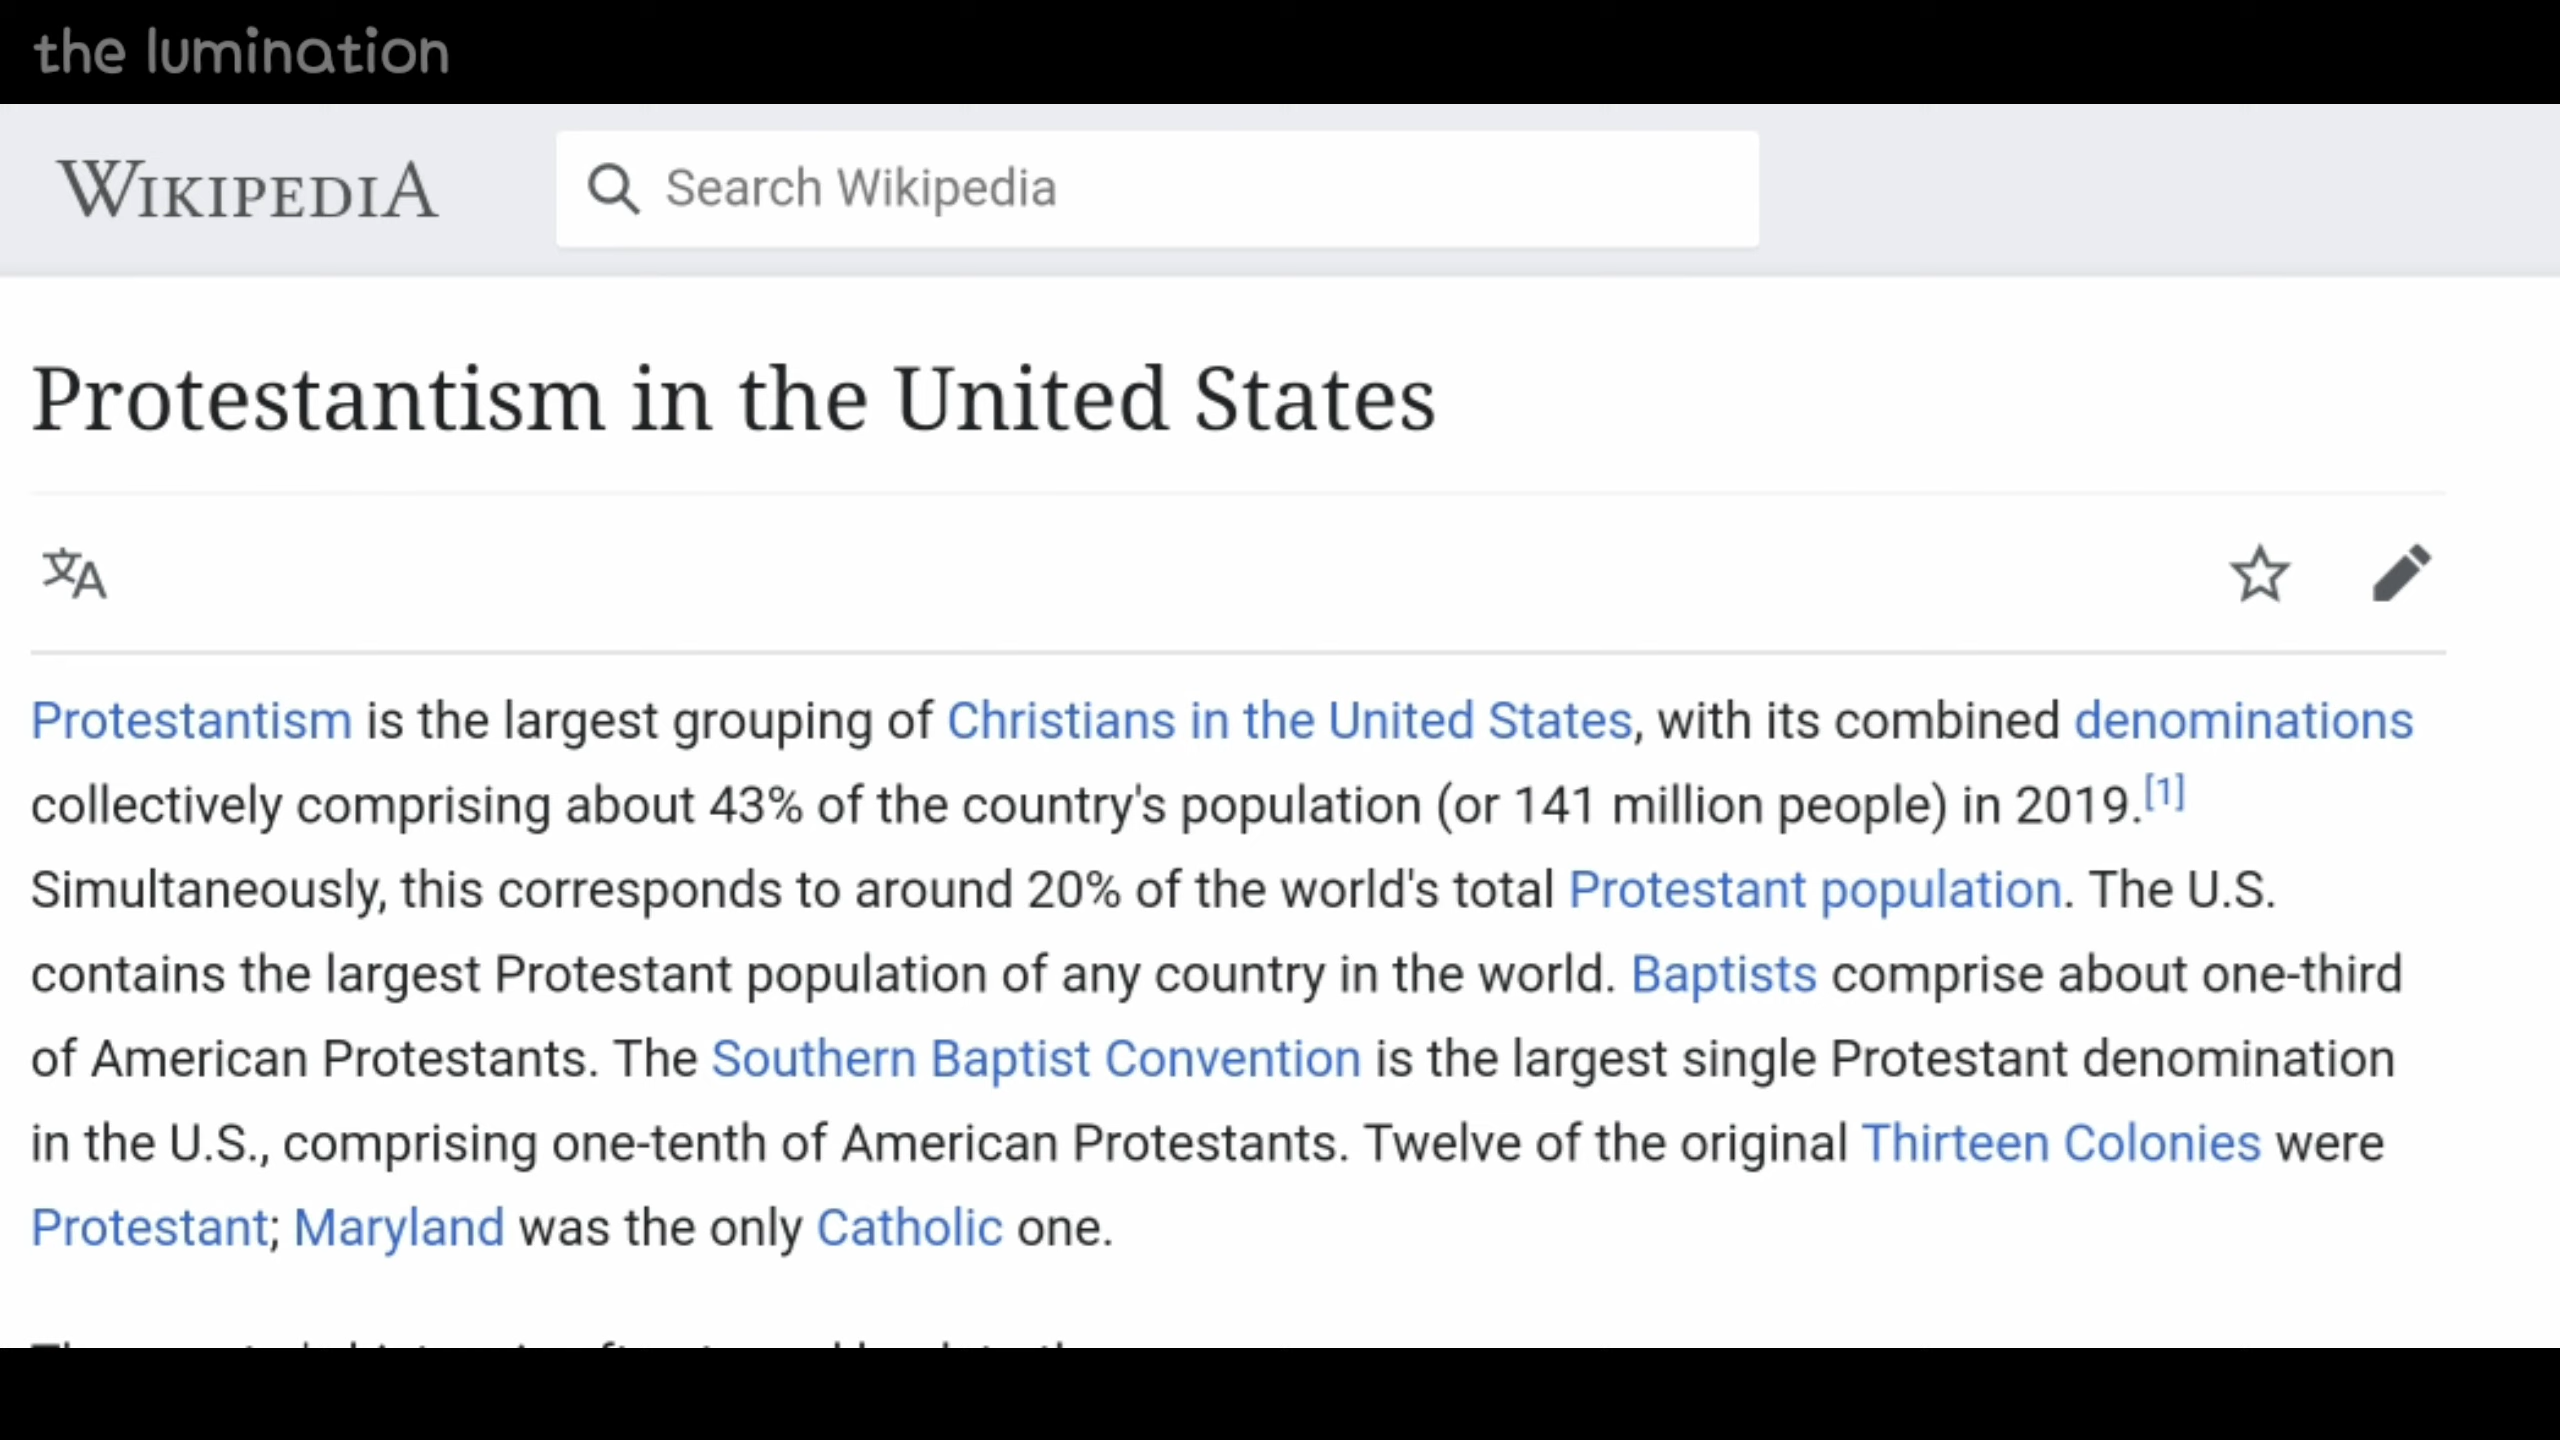 the lumination
WIKIPEDIA
Search Wikipedia
Protestantism in the United States
文A
Protestantism is the largest grouping of Christians in the United States, with its combined denominations
collectively comprising about 43% of the country's population (or 141 million people) in 2019.[1]
Simultaneously, this corresponds to around 20% of the world's total Protestant population. The U.S.
contains the largest Protestant population of any country in the world. Baptists comprise about one-third
of American Protestants. The Southern Baptist Convention is the largest single Protestant denomination
in the U.S., comprising one-tenth of American Protestants. Twelve of the original Thirteen Colonies were
Protestant; Maryland was the only Catholic one.